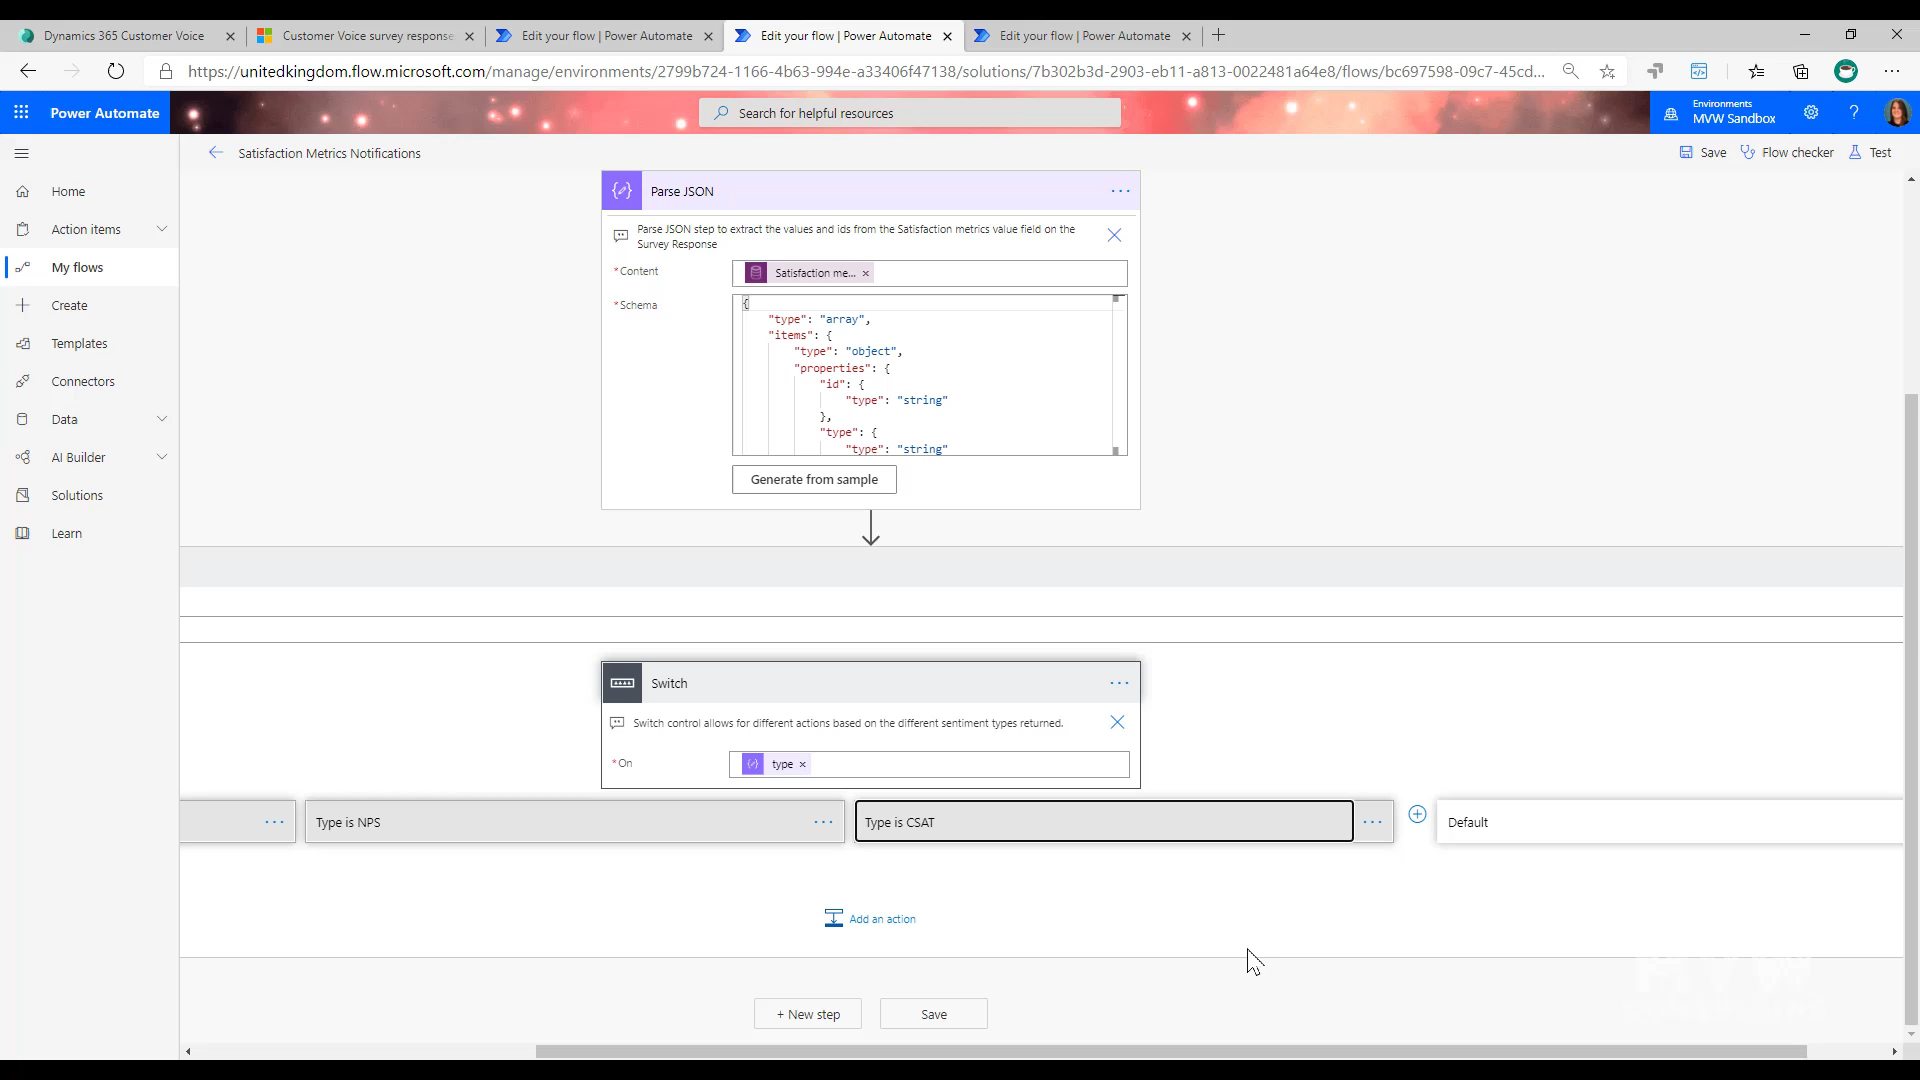 Dynamics 365 Customer Voice
Customer Voice survey response
Edit your flow | Power Automate
Edit your flow | Power Automate
Edit your flow | Power Automate
https://unitedkingdom.flow.microsoft.com/manage/environments/2799b724-1166-4b63-994e-a33406f47138/solutions/7b302b3d-2903-eb11-a813-0022481a64e8/flows/bc697598-09c7-45cd...
Power Automate
Search for helpful resources
Environments
MVW Sandbox
Satisfaction Metrics Notifications
Save
Flow checker
Test
Home
Action items
My flows
Create
Templates
Connectors
Data
AI Builder
Solutions
Learn
Parse JSON
Parse JSON step to extract the values and ids from the Satisfaction metrics value field on the
Survey Response
*Content
Satisfaction me...
*Schema
{
"type": "array",
"items": {
"type": "object",
"properties": {
"id": {
"type": "string"
},
"type": {
"type": "string"
Generate from sample
Switch
Switch control allows for different actions based on the different sentiment types returned.
*On
type
Type is NPS
Type is CSAT
Default
Add an action
+ New step
Save